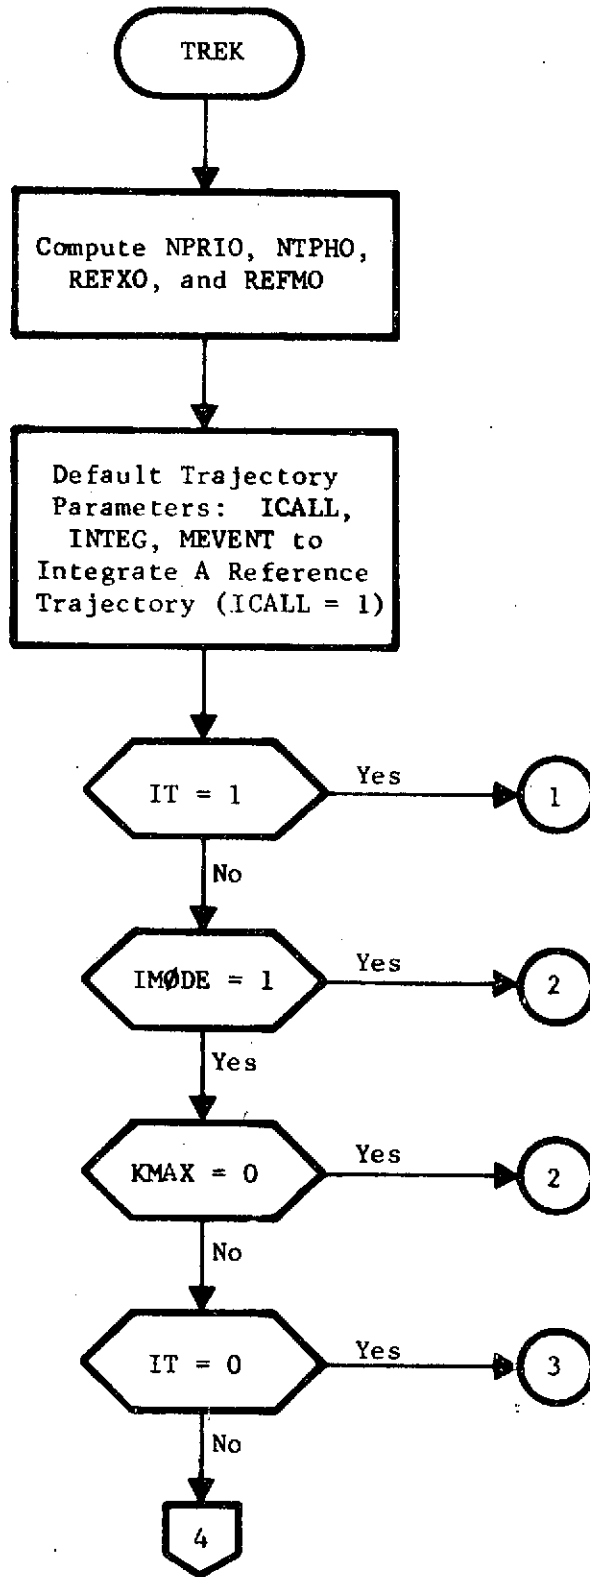 TREK
Compute NPRIO, NTPHO,
REFXO, and REFMO
Default Trajectory
Parameters: ICALL,
INTEG, MEVENT to
Integrate A Reference
Trajectory (ICALL = 1)
IT = 1
Yes
1
No
IMØDE = 1
Yes
2
Yes
KMAX = 0
Yes
2
No
IT = 0
Yes
3
No
4